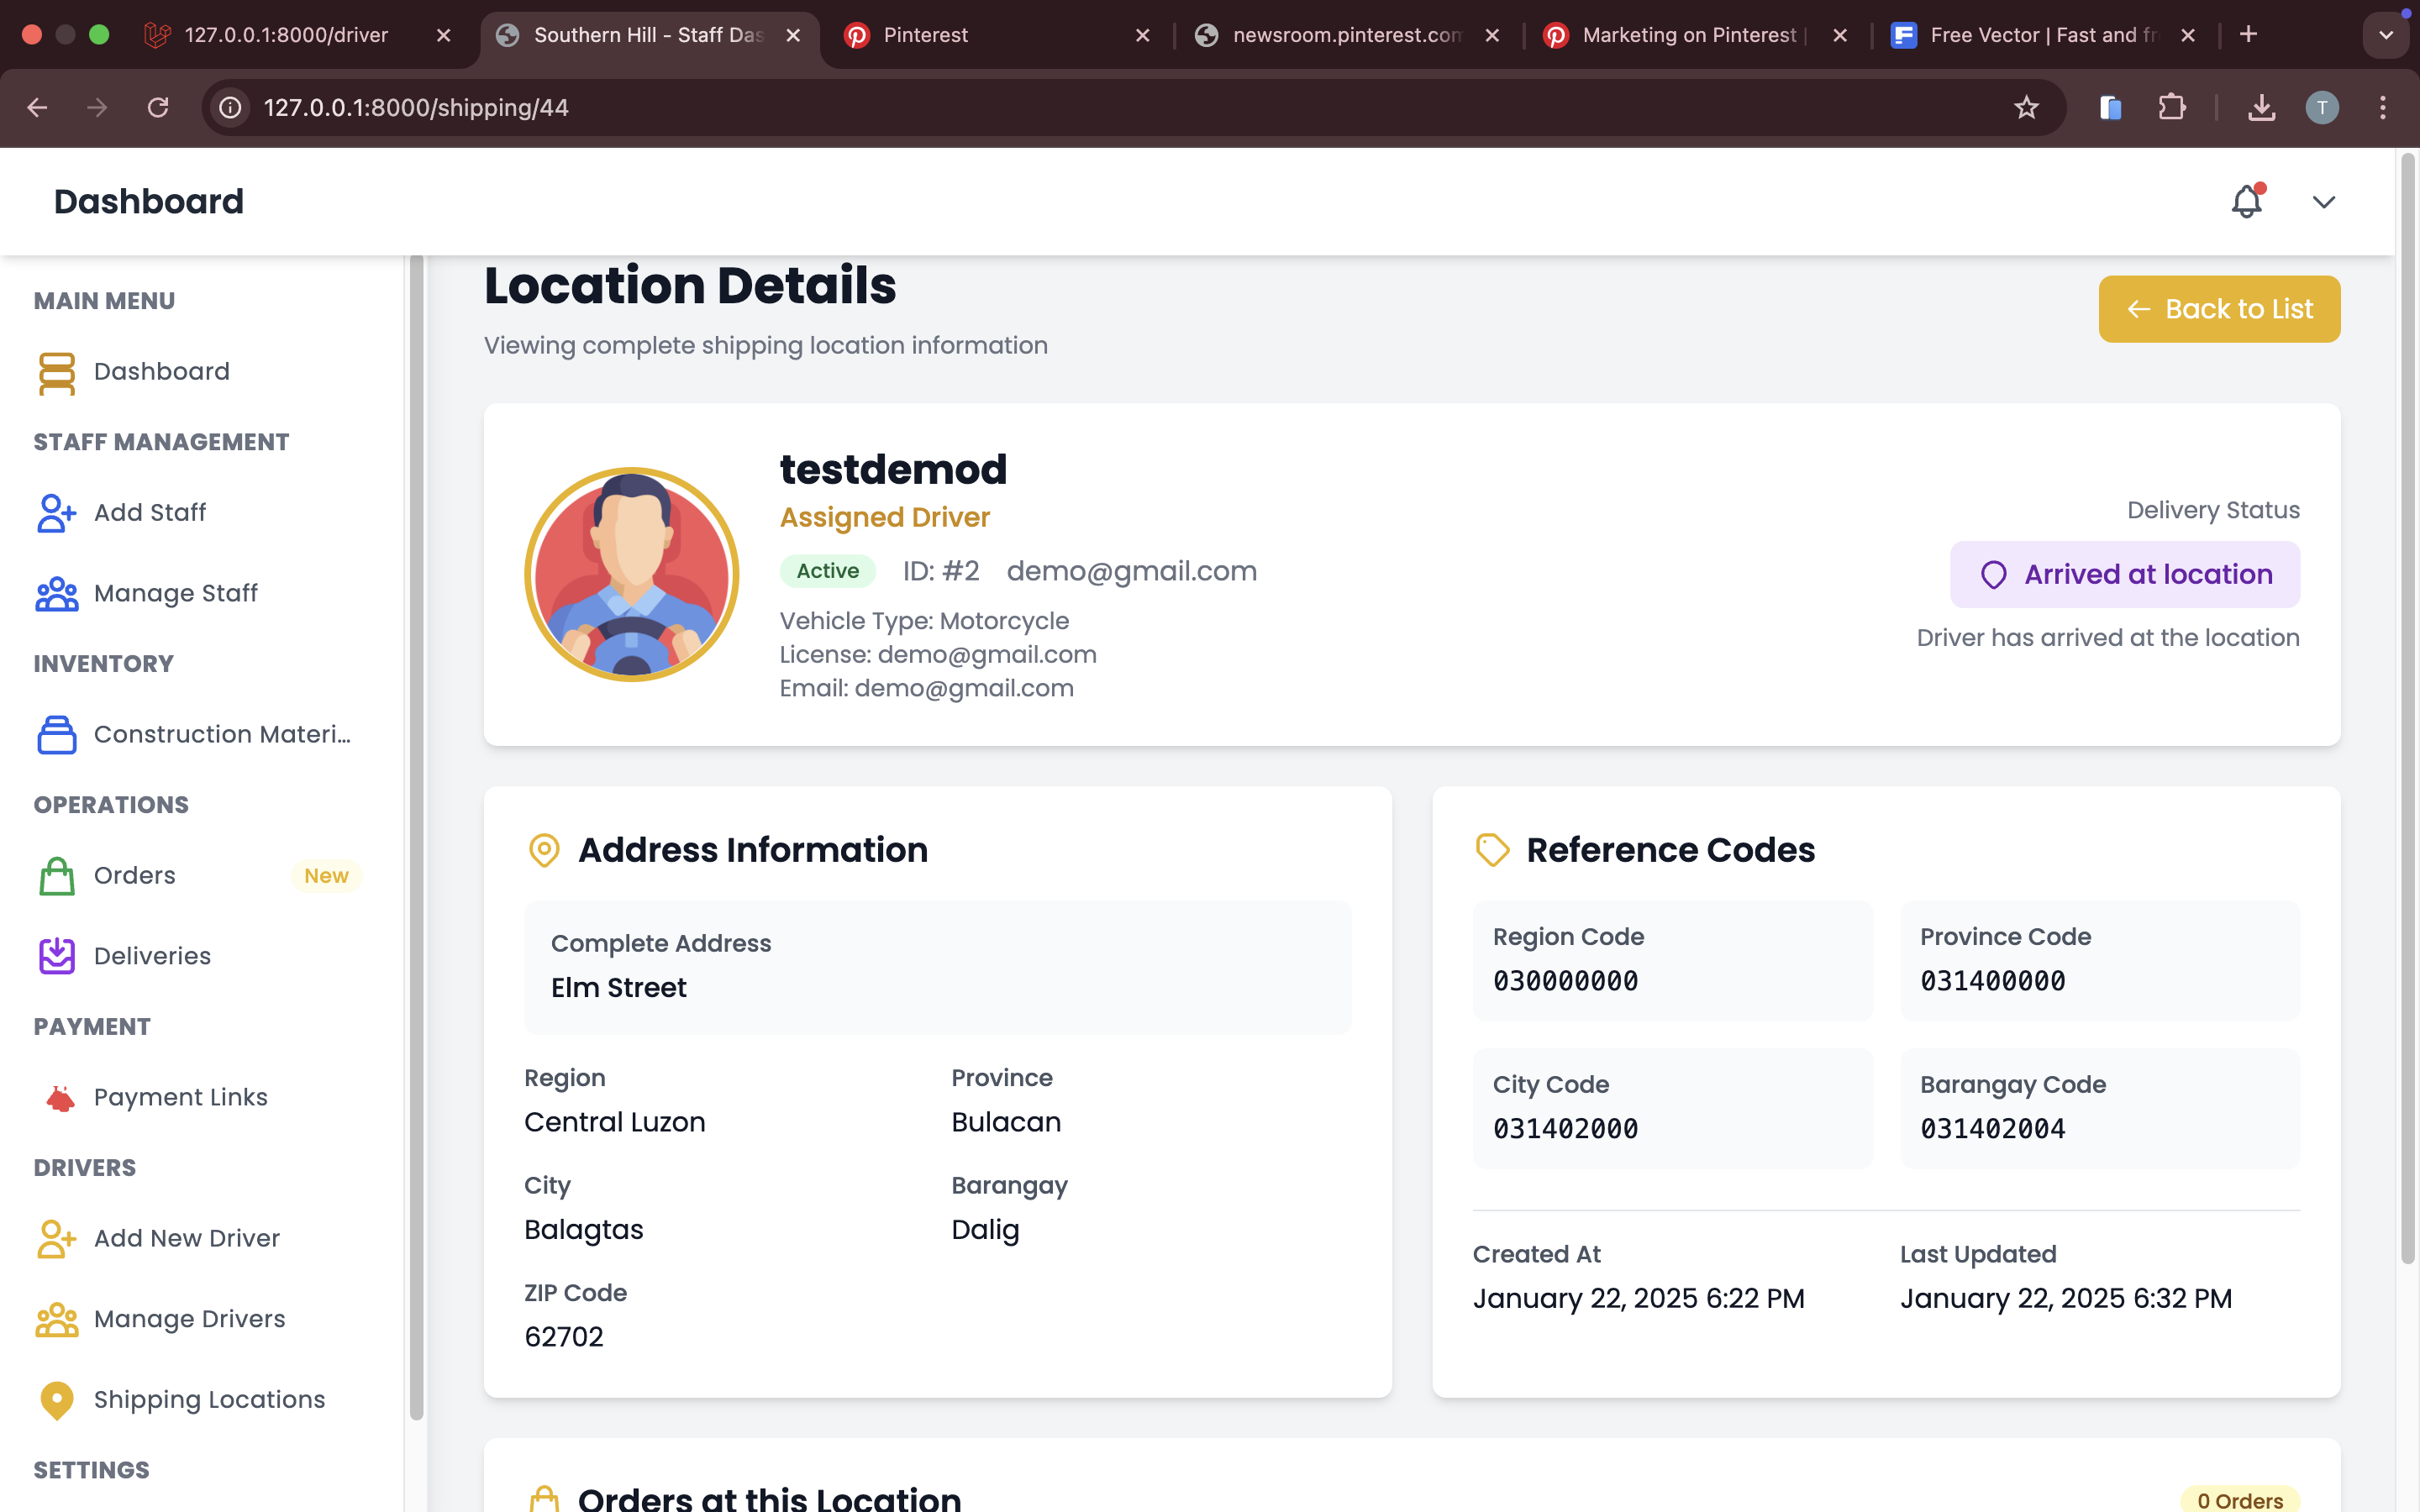 127.0.0.1:8000/driver
Southern Hill - Staff Das
Pinterest
newsroom.pinterest.com
Marketing on Pinterest |
Free Vector | Fast and fr
127.0.0.1:8000/shipping/44
T
Dashboard
MAIN MENU
Dashboard
STAFF MANAGEMENT
Add Staff
Manage Staff
INVENTORY
Construction Materi...
OPERATIONS
Orders New
Deliveries
PAYMENT
Payment Links
DRIVERS
Add New Driver
Manage Drivers
Shipping Locations
SETTINGS
Location Details
Viewing complete shipping location information
Back to List
testdemod
Assigned Driver
Active ID: #2 demo@gmail.com
Vehicle Type: Motorcycle
License: demo@gmail.com
Email: demo@gmail.com
Delivery Status
Arrived at location
Driver has arrived at the location
Address Information
Complete Address
Elm Street
Region
Central Luzon
Province
Bulacan
City
Balagtas
Barangay
Dalig
ZIP Code
62702
Reference Codes
Region Code
030000000
Province Code
031400000
City Code
031402000
Barangay Code
031402004
Created At
January 22, 2025 6:22 PM
Last Updated
January 22, 2025 6:32 PM
Orders at this Location
0 Orders